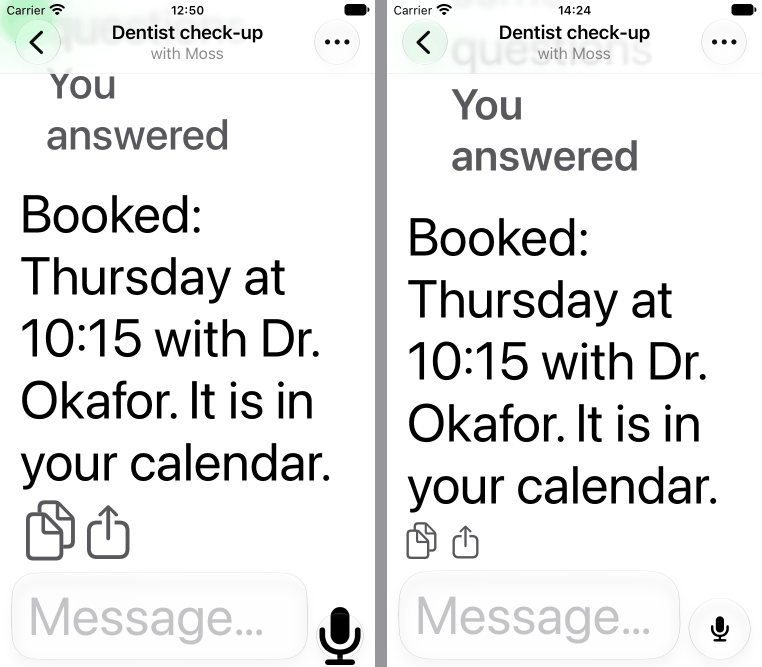 Carrier 12:50
Dentist check-up
with Moss
questions
You
answered
Booked:
Thursday at
10:15 with Dr.
Okafor. It is in
your calendar.
Message...
Carrier 14:24
Dentist check-up
with Moss
questions
You
answered
Booked:
Thursday at
10:15 with Dr.
Okafor. It is in
your calendar.
Message...